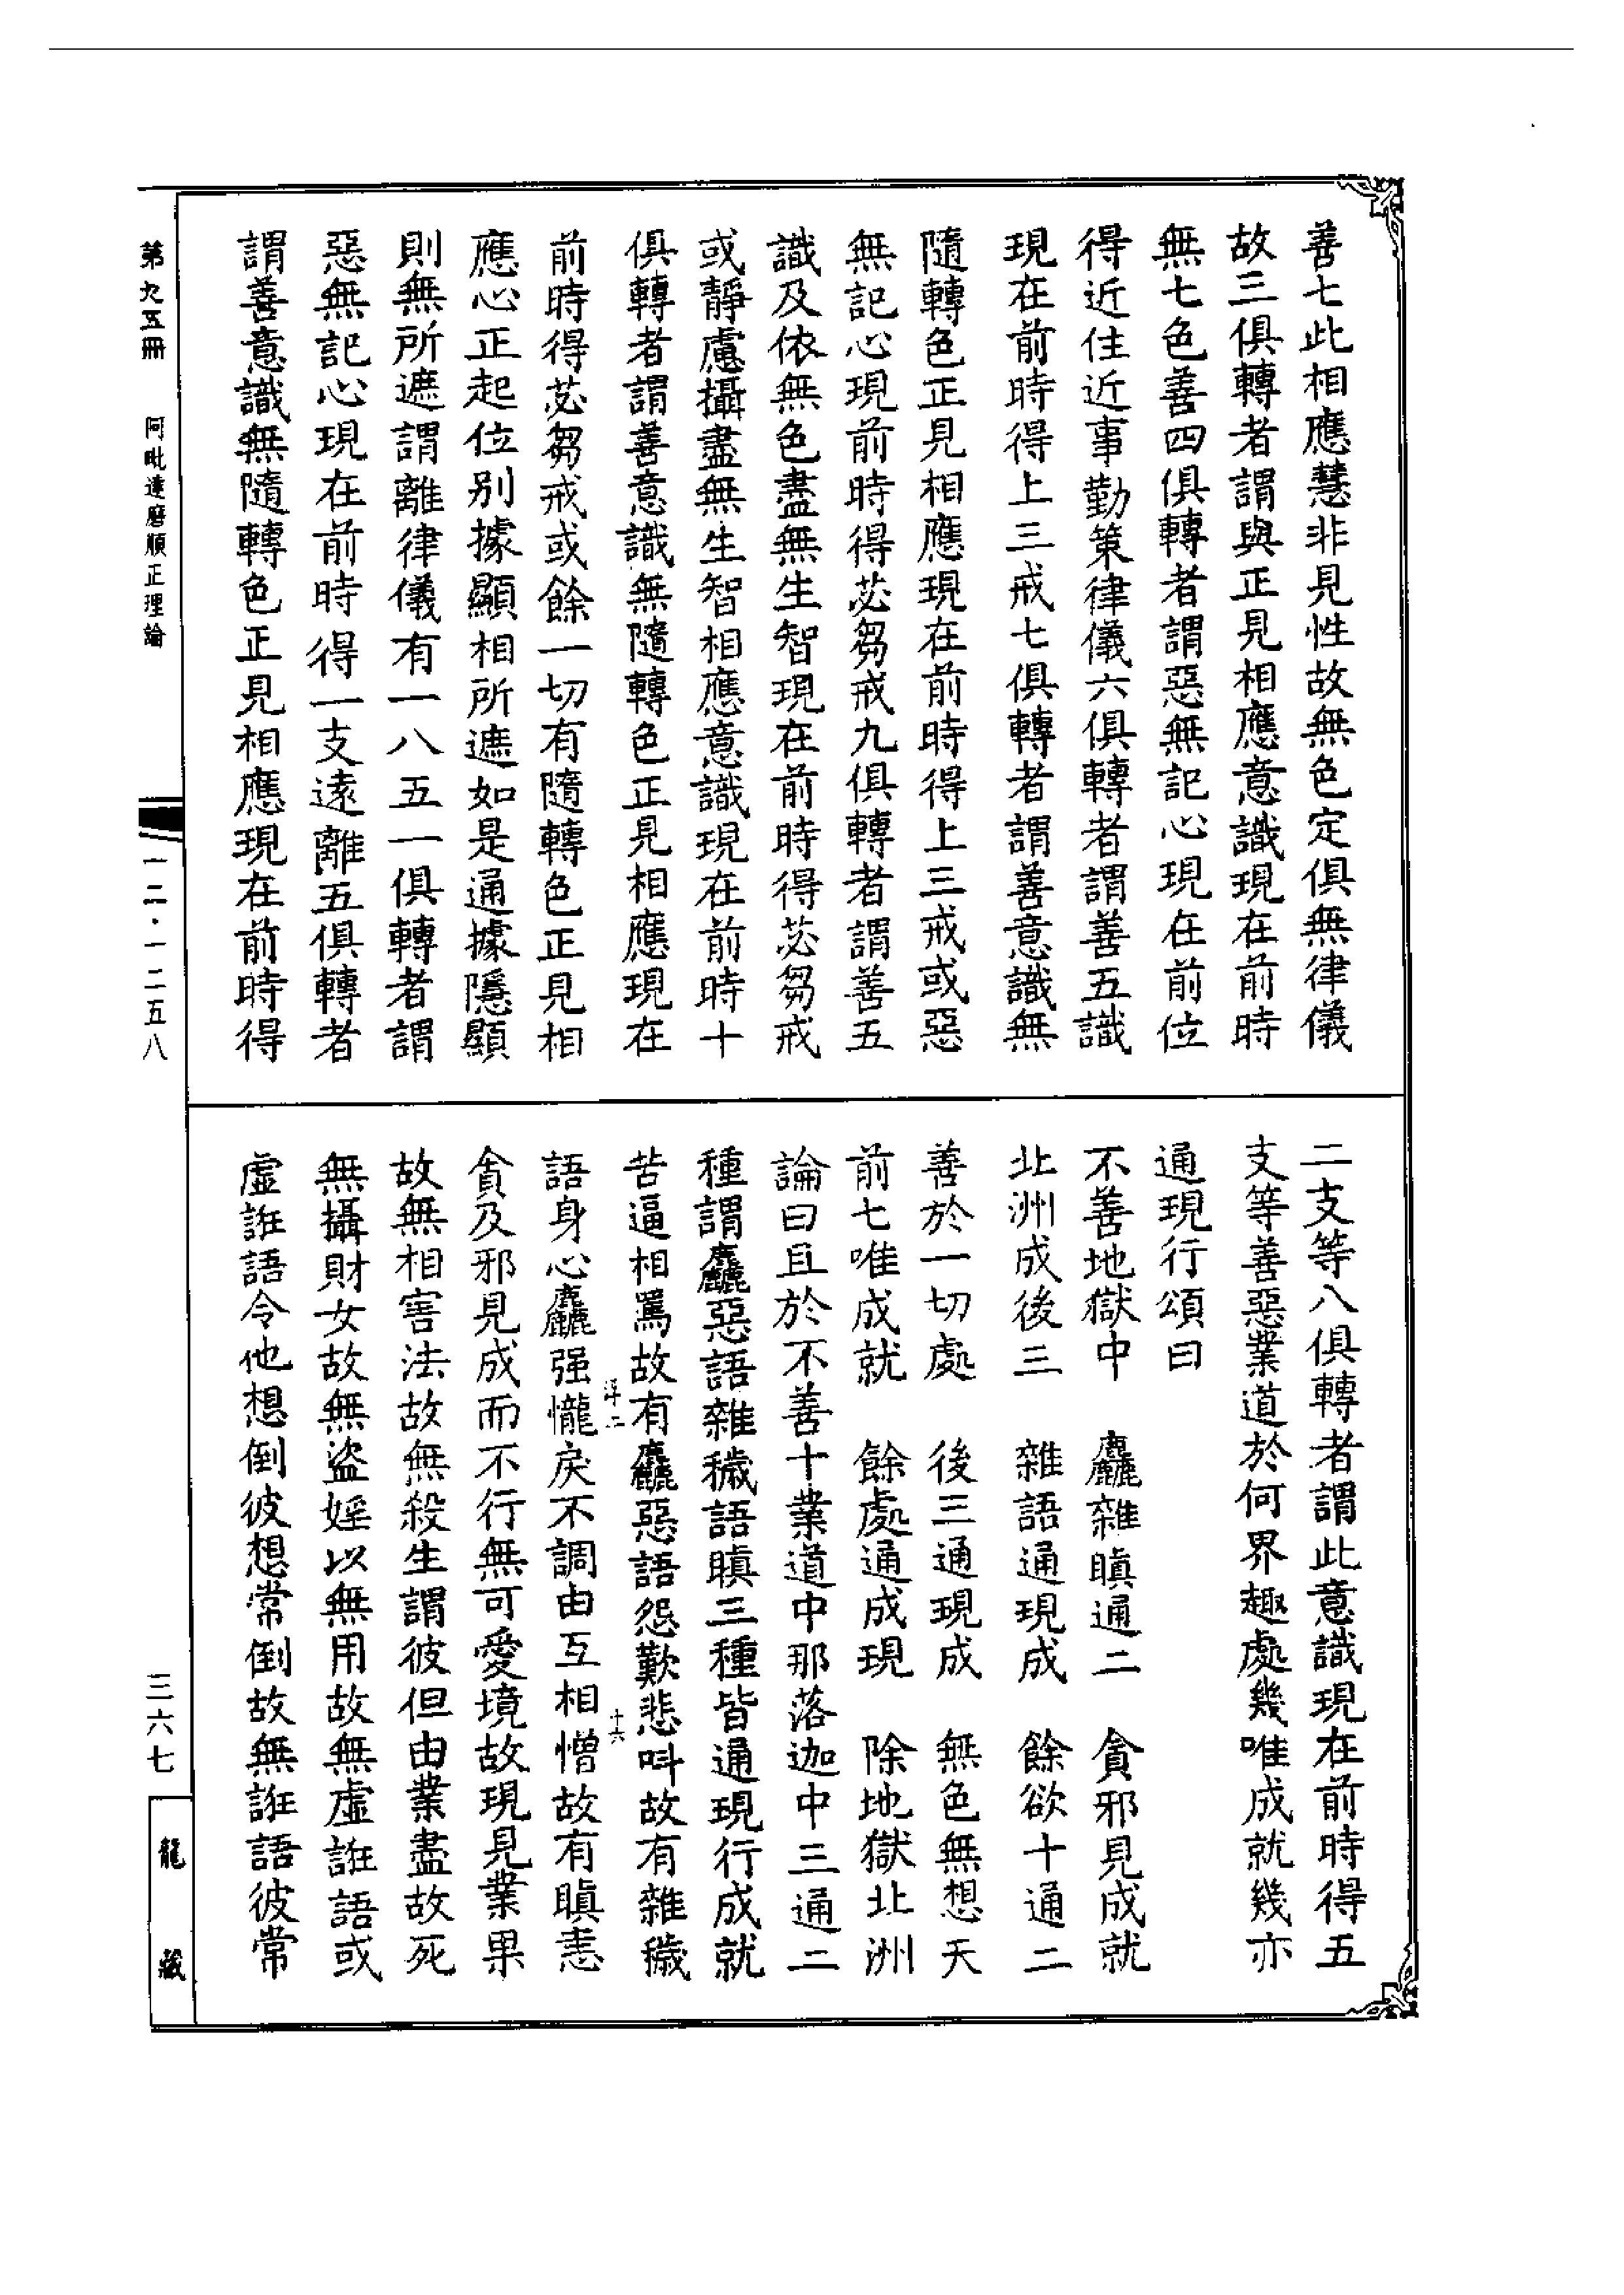 善七此相應慧非見性故無色定俱無律儀
故三俱轉者謂與正見相應意識現在前時
無七色善四俱轉者謂惡無記心現在前位
得近住近事勤策律儀六俱轉者謂善五識
現在前時得上三戒七俱轉者謂善意識無
隨轉色正見相應現在前時得上三戒或惡
無記心現前時得苾芻戒九俱轉者謂善五
識及依無色盡無生智現在前時得苾芻戒
或靜慮攝盡無生智相應意識現在前時十
俱轉者謂善意識無隨轉色正見相應現在
前時得苾芻戒或餘一切有隨轉色正見相
應心正起位別據顯相所遮如是通據隱顯
則無所遮謂離律儀有一八五一俱轉者謂
惡無記心現在前時得一支遠離五俱轉者
謂善意識無隨轉色正見相應現在前時得
二支等八俱轉者謂此意識現在前時得五
支等善惡業道於何界趣處幾唯成就幾亦
通現行頌曰
不善地獄中　麤雜瞋通二　貪邪見成就
北洲成後三　雜語通現成　餘欲十通二
善於一切處　後三通現成　無色無想天
前七唯成就　餘處通成現　除地獄北洲
論曰且於不善十業道中那落迦中三通二
種謂麤惡語雜穢語瞋三種皆通現行成就
苦逼相罵故有麤惡語怨歎悲叫故有雜穢
語身心麤强㦬戾不調由互相憎故有瞋恚
貪及邪見成而不行無可愛境故現見業果
故無相害法故無殺生謂彼但由業盡故死
無攝財女故無盜婬以無用故無虛誑語或
虛誑語令他想倒彼想常倒故無誑語彼常
第九五冊　阿毗達磨順正理論
一二·一二五八
三六七
龍藏
十六